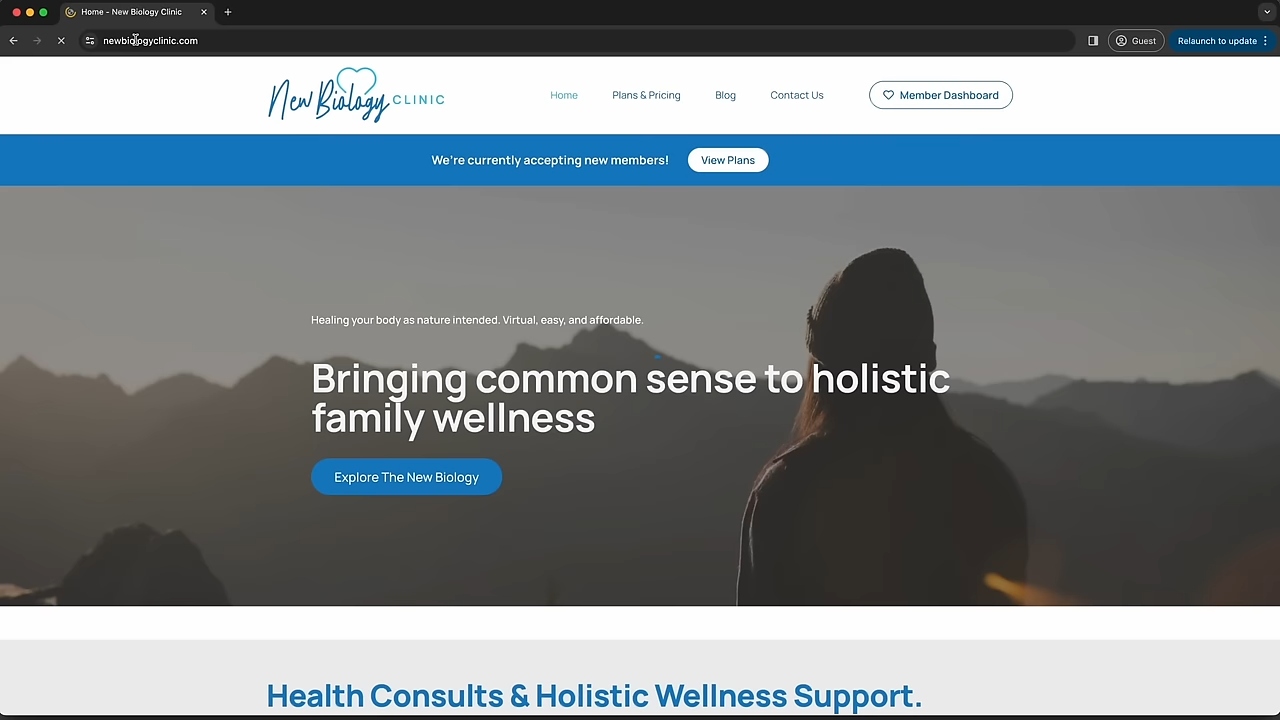 Home - New Biology Clinic
newbiologyclinic.com
Guest
Relaunch to update
New Biology CLINIC
Home
Plans & Pricing
Blog
Contact Us
Member Dashboard
We're currently accepting new members!
View Plans
Healing your body as nature intended. Virtual, easy, and affordable.
Bringing common sense to holistic
family wellness
Explore The New Biology
Health Consults & Holistic Wellness Support.